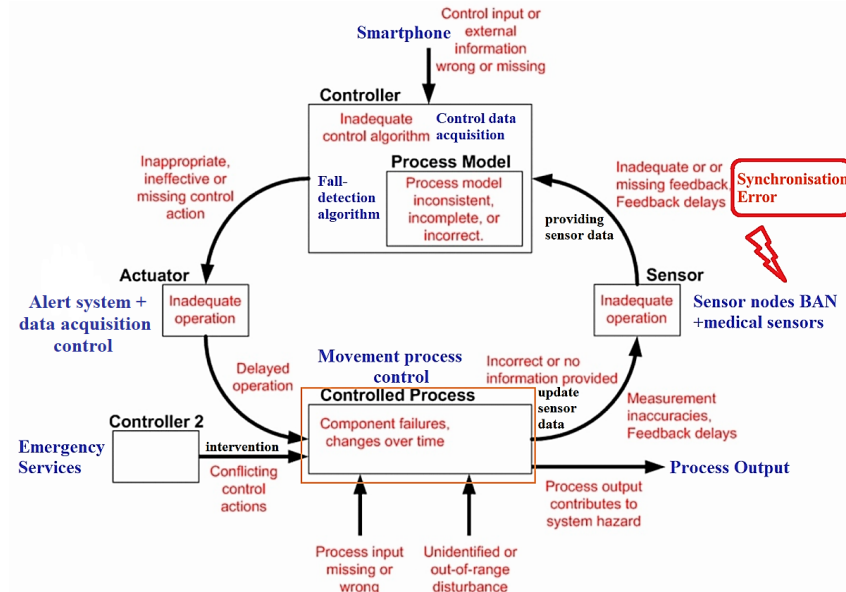 Smartphone
Control input or
external
information
wrong or missing
Controller
Inadequate
control algorithm
Control data
acquisition
Process Model
Process model
inconsistent,
incomplete, or
incorrect.
Fall-
detection
algorithm
Inappropriate,
ineffective or
missing control
action
Inadequate or or
missing feedback,
Feedback delays
Synchronisation
Error
providing
sensor data
Actuator
Inadequate
operation
Alert system +
data acquisition
control
Sensor
Inadequate
operation
Sensor nodes BAN
+medical sensors
Delayed
operation
Movement process
control
Controlled Process
Component failures,
changes over time
Incorrect or no
information provided
update
sensor
data
Measurement
inaccuracies,
Feedback delays
Controller 2
Emergency
Services
intervention
Conflicting
control
actions
Process Output
Process output
contributes to
system hazard
Process input
missing or
wrong
Unidentified or
out-of-range
disturbance